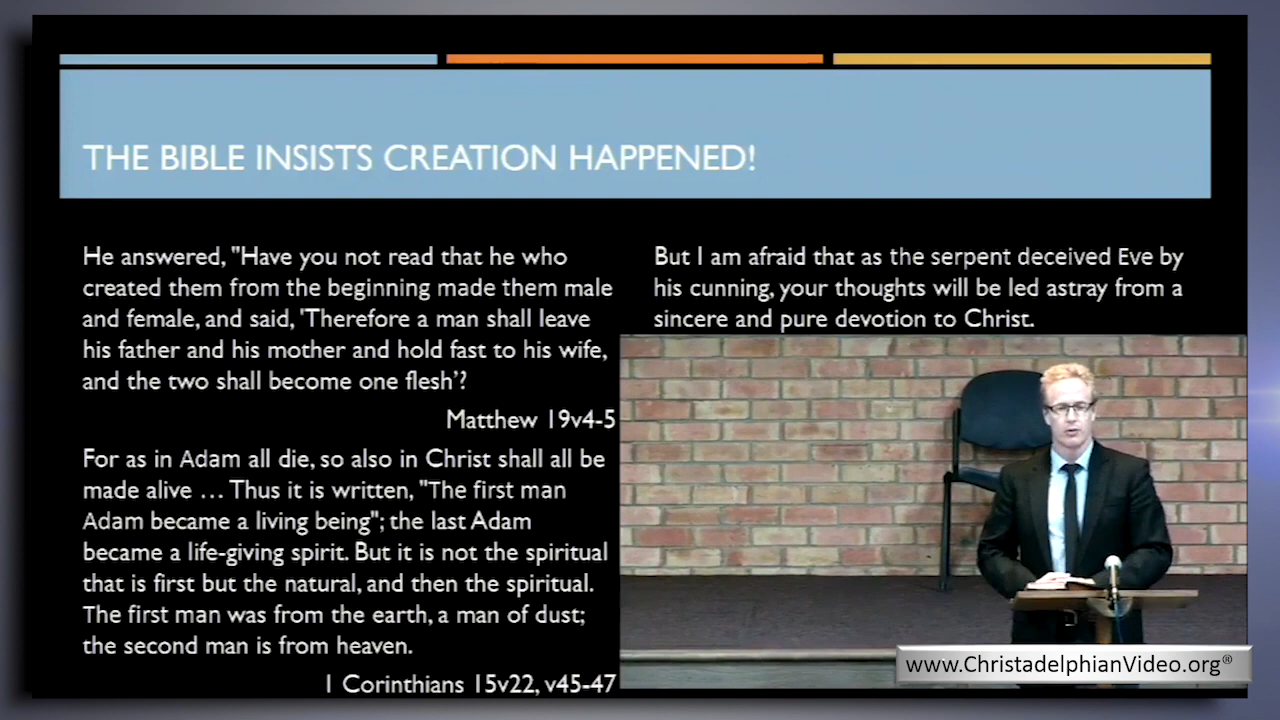 THE BIBLE INSISTS CREATION HAPPENED!
He answered, "Have you not read that he who
created them from the beginning made them male
and female, and said, 'Therefore a man shall leave
his father and his mother and hold fast to his wife,
and the two shall become one flesh'?
Matthew 19v4-5
For as in Adam all die, so also in Christ shall all be
made alive … Thus it is written, "The first man
Adam became a living being"; the last Adam
became a life-giving spirit. But it is not the spiritual
that is first but the natural, and then the spiritual.
The first man was from the earth, a man of dust;
the second man is from heaven.
1 Corinthians 15v22, v45-47
But I am afraid that as the serpent deceived Eve by
his cunning, your thoughts will be led astray from a
sincere and pure devotion to Christ.
www.ChristadelphianVideo.org®